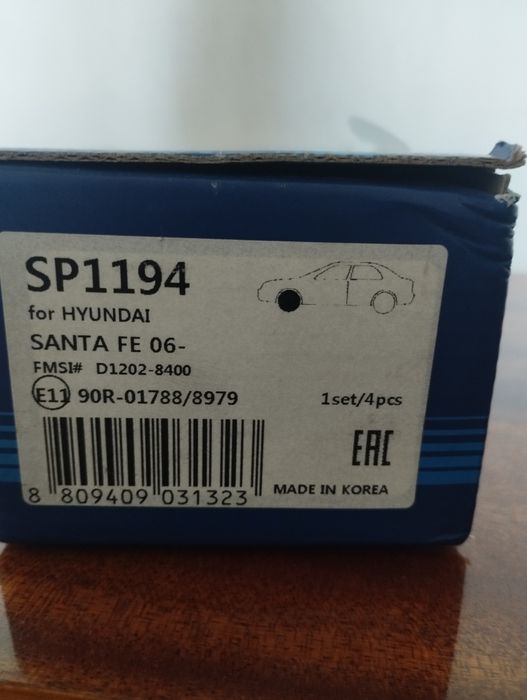 SP1194
for HYUNDAI
SANTA FE 06-
FMSI# D1202-8400
E11 90R-01788/8979
1set/4pcs
EAC
8 809409 031323
MADE IN KOREA